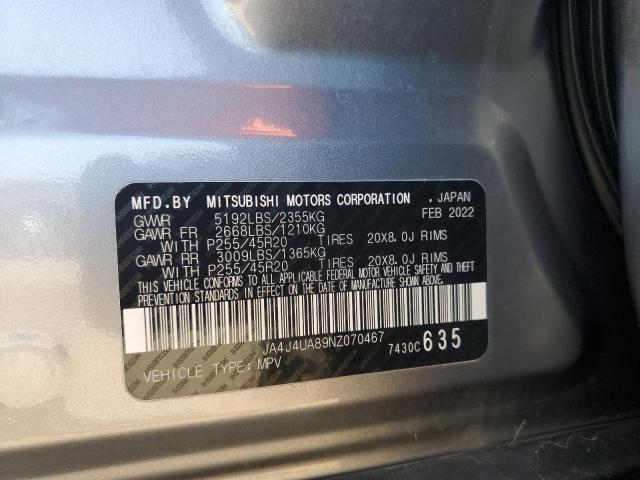 MFD.BY MITSUBISHI MOTORS CORPORATION , JAPAN
GVWR 5192LBS/2355KG FEB 2022
GAWR FR 2668LBS/1210KG
WITH P255/45R20 TIRES 20X8.0J RIMS
GAWR RR 3009LBS/1365KG
WITH P255/45R20 TIRES 20X8.0J RIMS
THIS VEHICLE CONFORMS TO ALL APPLICABLE FEDERAL MOTOR VEHICLE SAFETY AND THEFT
PREVENTION STANDARDS IN EFFECT ON THE DATE OF MANUFACTURE SHOWN ABOVE.
JA4J4UA89NZ070467 7430C 635
VEHICLE TYPE: MPV